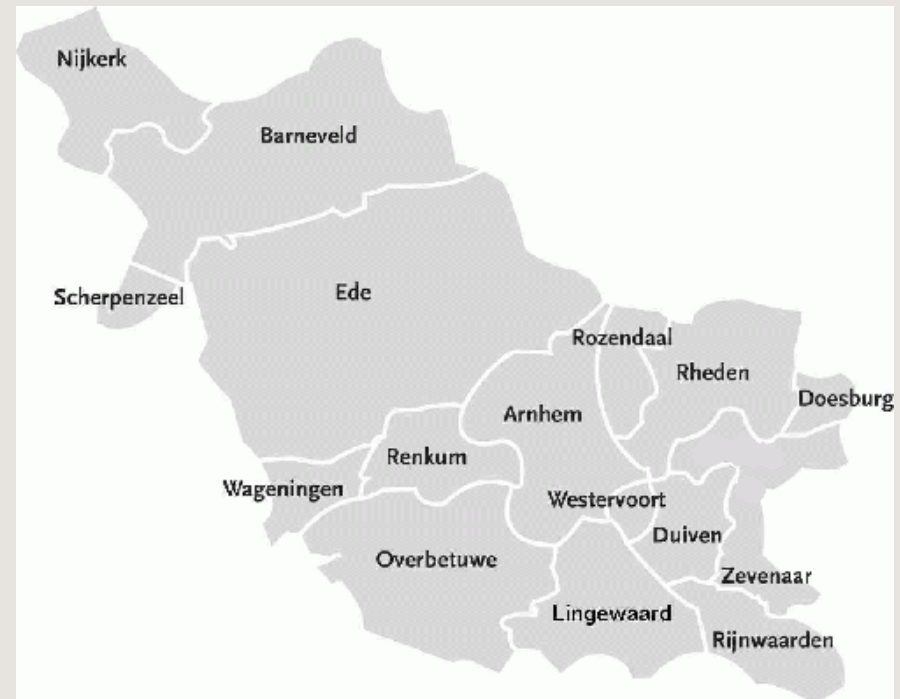 Nijkerk
Barneveld
Scherpenzeel
Ede
Rozendaal
Rheden
Doesburg
Arnhem
Renkum
Wageningen
Westervoort
Duiven
Overbetuwe
Zevenaar
Lingewaard
Rijnwaarden